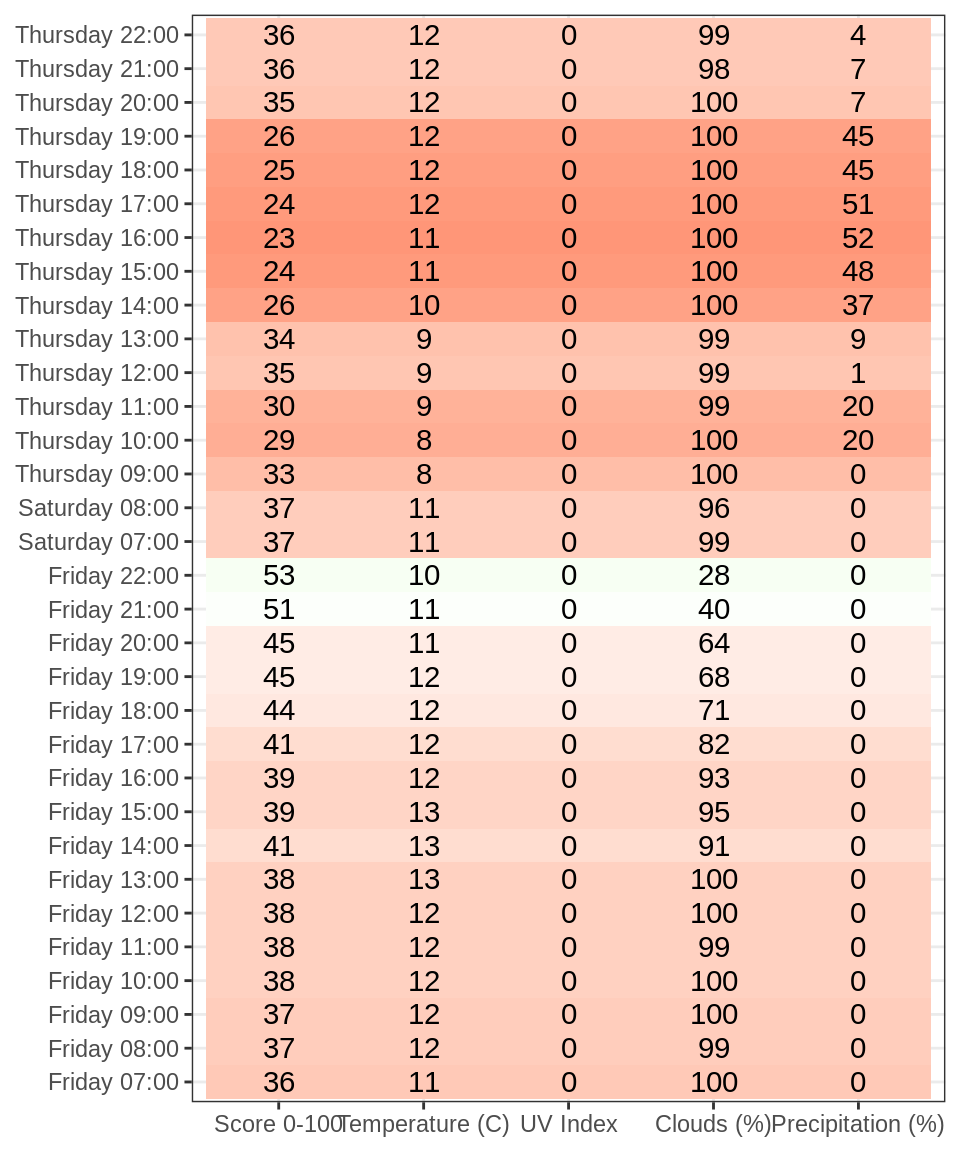 Thursday 22:00 36 12 0 99 4
Thursday 21:00 36 12 0 98 7
Thursday 20:00 35 12 0 100 7
Thursday 19:00 26 12 0 100 45
Thursday 18:00 25 12 0 100 45
Thursday 17:00 24 12 0 100 51
Thursday 16:00 23 11 0 100 52
Thursday 15:00 24 11 0 100 48
Thursday 14:00 26 10 0 100 37
Thursday 13:00 34 9 0 99 9
Thursday 12:00 35 9 0 99 1
Thursday 11:00 30 9 0 99 20
Thursday 10:00 29 8 0 100 20
Thursday 09:00 33 8 0 100 0
Saturday 08:00 37 11 0 96 0
Saturday 07:00 37 11 0 99 0
Friday 22:00 53 10 0 28 0
Friday 21:00 51 11 0 40 0
Friday 20:00 45 11 0 64 0
Friday 19:00 45 12 0 68 0
Friday 18:00 44 12 0 71 0
Friday 17:00 41 12 0 82 0
Friday 16:00 39 12 0 93 0
Friday 15:00 39 13 0 95 0
Friday 14:00 41 13 0 91 0
Friday 13:00 38 13 0 100 0
Friday 12:00 38 12 0 100 0
Friday 11:00 38 12 0 99 0
Friday 10:00 38 12 0 100 0
Friday 09:00 37 12 0 100 0
Friday 08:00 37 12 0 99 0
Friday 07:00 36 11 0 100 0
Score 0-100 Temperature (C) UV Index Clouds (%) Precipitation (%)